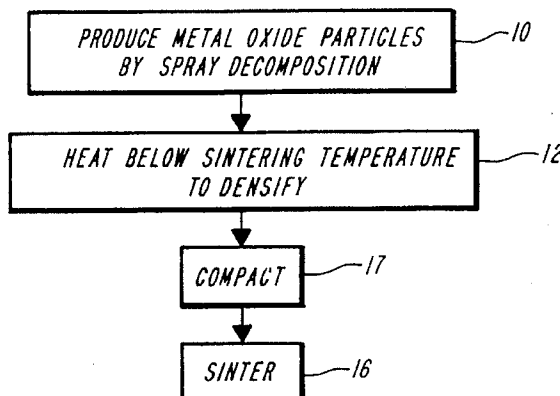 PRODUCE METAL OXIDE PARTICLES
BY SPRAY DECOMPOSITION
10
HEAT BELOW SINTERING TEMPERATURE
TO DENSIFY
12
COMPACT
17
SINTER
16